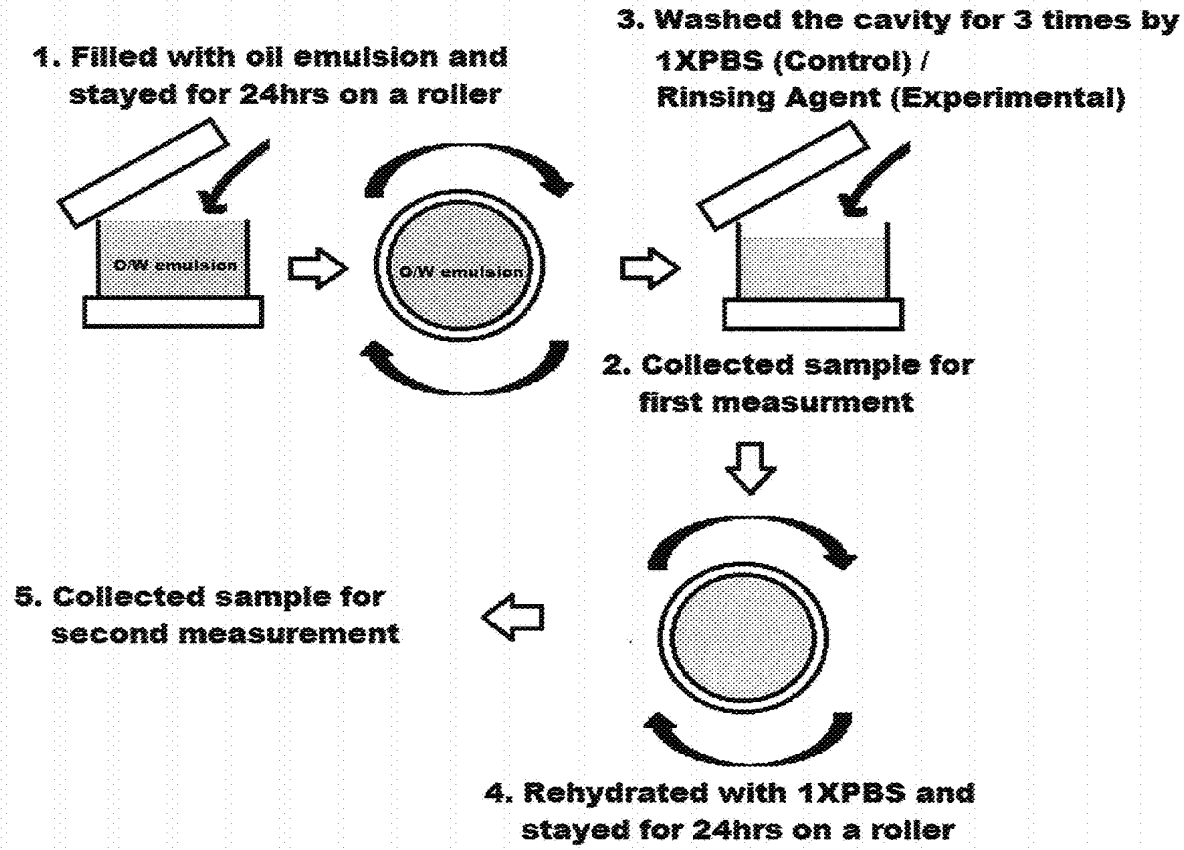 3. Washed the cavity for 3 times by
1XPBS (Control) /
Rinsing Agent (Experimental)
1. Filled with oil emulsion and
stayed for 24hrs on a roller
O/W emulsion
O/W emulsion
2. Collected sample for
first measurment
5. Collected sample for
second measurement
4. Rehydrated with 1XPBS and
stayed for 24hrs on a roller